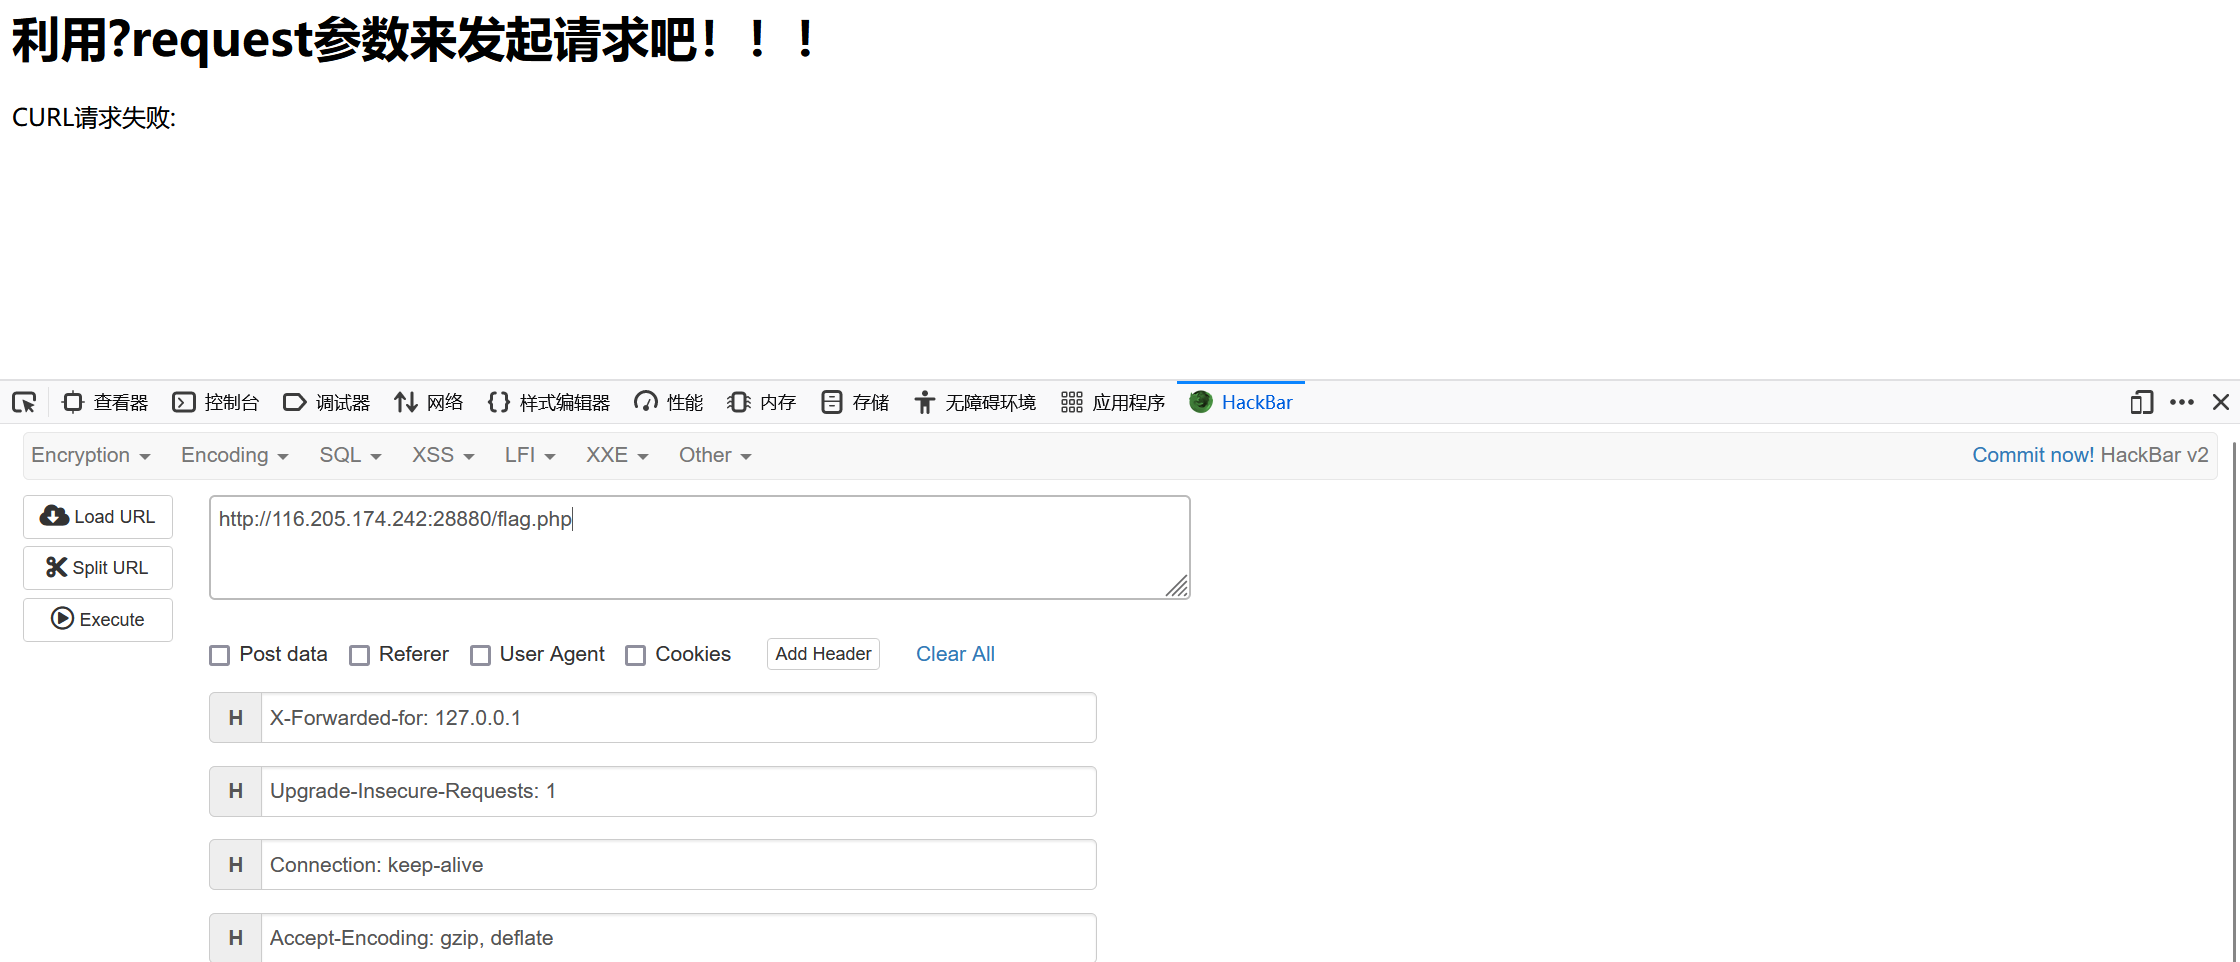 利用?request参数来发起请求吧！！！
CURL请求失败:
查看器 控制台 调试器 网络 样式编辑器 性能 内存 存储 无障碍环境 应用程序 HackBar
Encryption Encoding SQL XSS LFI XXE Other Commit now! HackBar v2
Load URL http://116.205.174.242:28880/flag.php
Split URL
Execute
Post data Referer User Agent Cookies Add Header Clear All
H X-Forwarded-for: 127.0.0.1
H Upgrade-Insecure-Requests: 1
H Connection: keep-alive
H Accept-Encoding: gzip, deflate